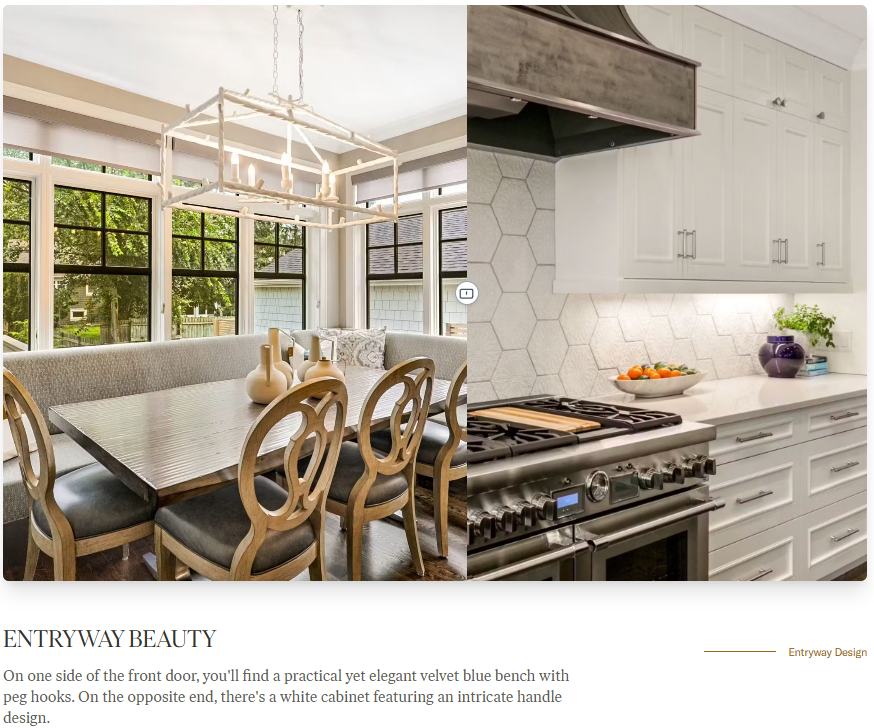 ENTRYWAY BEAUTY
Entryway Design
On one side of the front door, you'll find a practical yet elegant velvet blue bench with
peg hooks. On the opposite end, there's a white cabinet featuring an intricate handle
design.